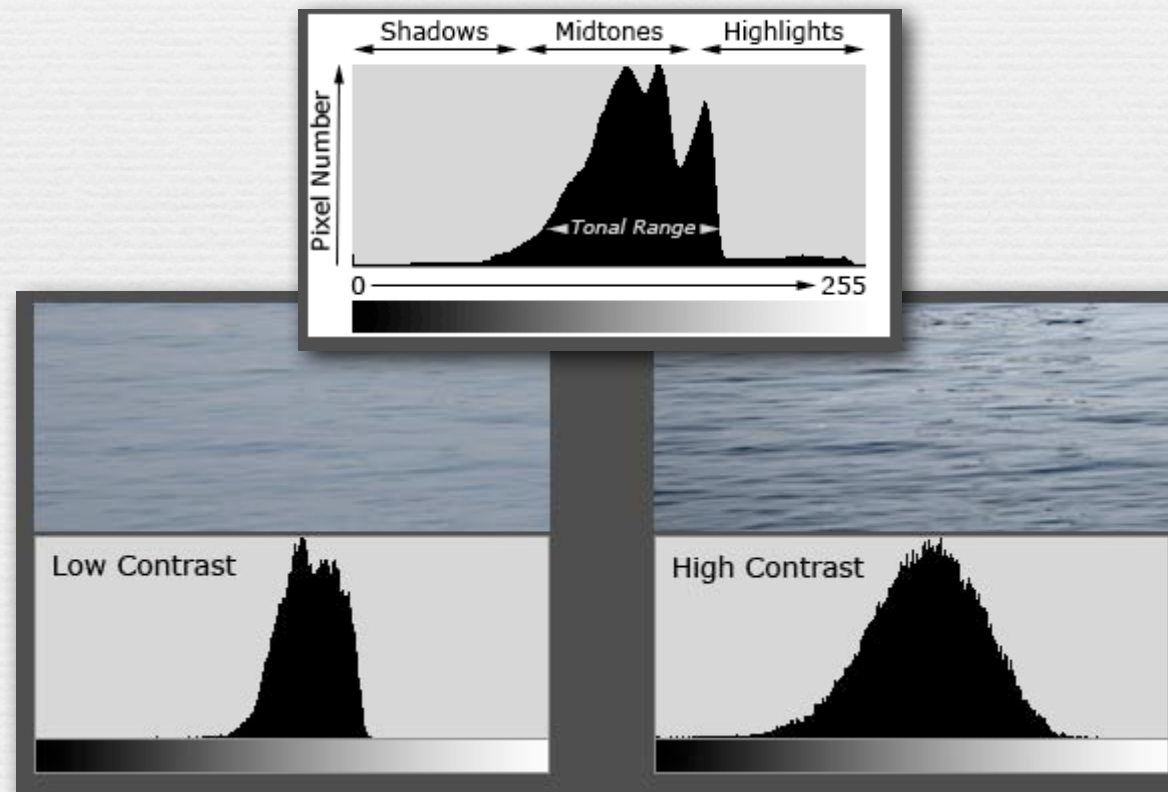 Shadows Midtones Highlights
Pixel Number
Tonal Range
0 255
Low Contrast
High Contrast